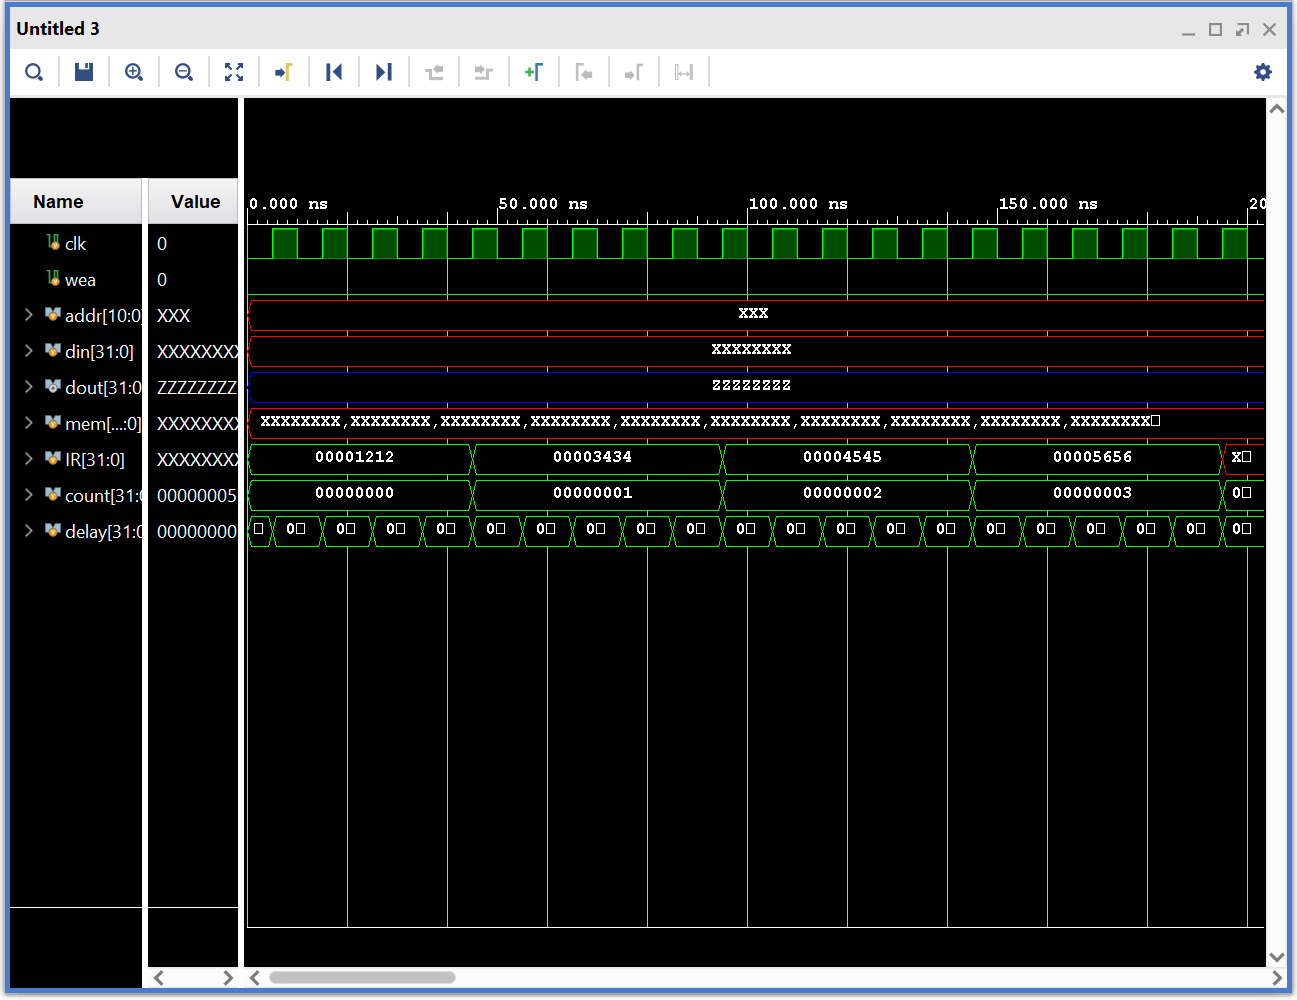 Untitled 3
Name Value 0.000 ns 50.000 ns 100.000 ns 150.000 ns 20
clk 0
wea 0
addr[10:0] XXX XXX
din[31:0] XXXXXXXX XXXXXXXX
dout[31:0 ZZZZZZZZ ZZZZZZZZ
mem[...:0] XXXXXXXX XXXXXXXX,XXXXXXXX,XXXXXXXX,XXXXXXXX,XXXXXXXX,XXXXXXXX,XXXXXXXX,XXXXXXXX,XXXXXXXX,XXXXXXXX□
IR[31:0] XXXXXXXX 00001212 00003434 00004545 00005656 X□
count[31:0 00000005 00000000 00000001 00000002 00000003 0□
delay[31:0 00000000 □ 0□ 0□ 0□ 0□ 0□ 0□ 0□ 0□ 0□ 0□ 0□ 0□ 0□ 0□ 0□ 0□ 0□ 0□ 0□ 0□